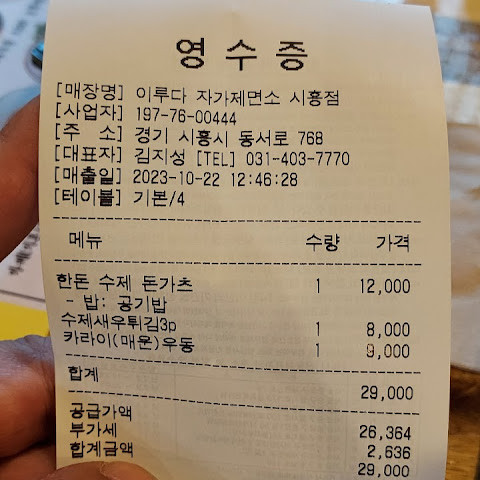 영 수 증
[매장명] 이루다 자가제면소 시흥점
[사업자] 197-76-00444
[주 소] 경기 시흥시 동서로 768
[대표자] 김지성 [TEL] 031-403-7770
[매출일] 2023-10-22 12:46:28
[테이블] 기본/4
메뉴 수량 가격
한돈 수제 돈가츠 1 12,000
- 밥: 공기밥
수제새우튀김3p 1 8,000
카라이(매운)우동 1 9,000
합계 29,000
공급가액 26,364
부가세 2,636
합계금액 29,000